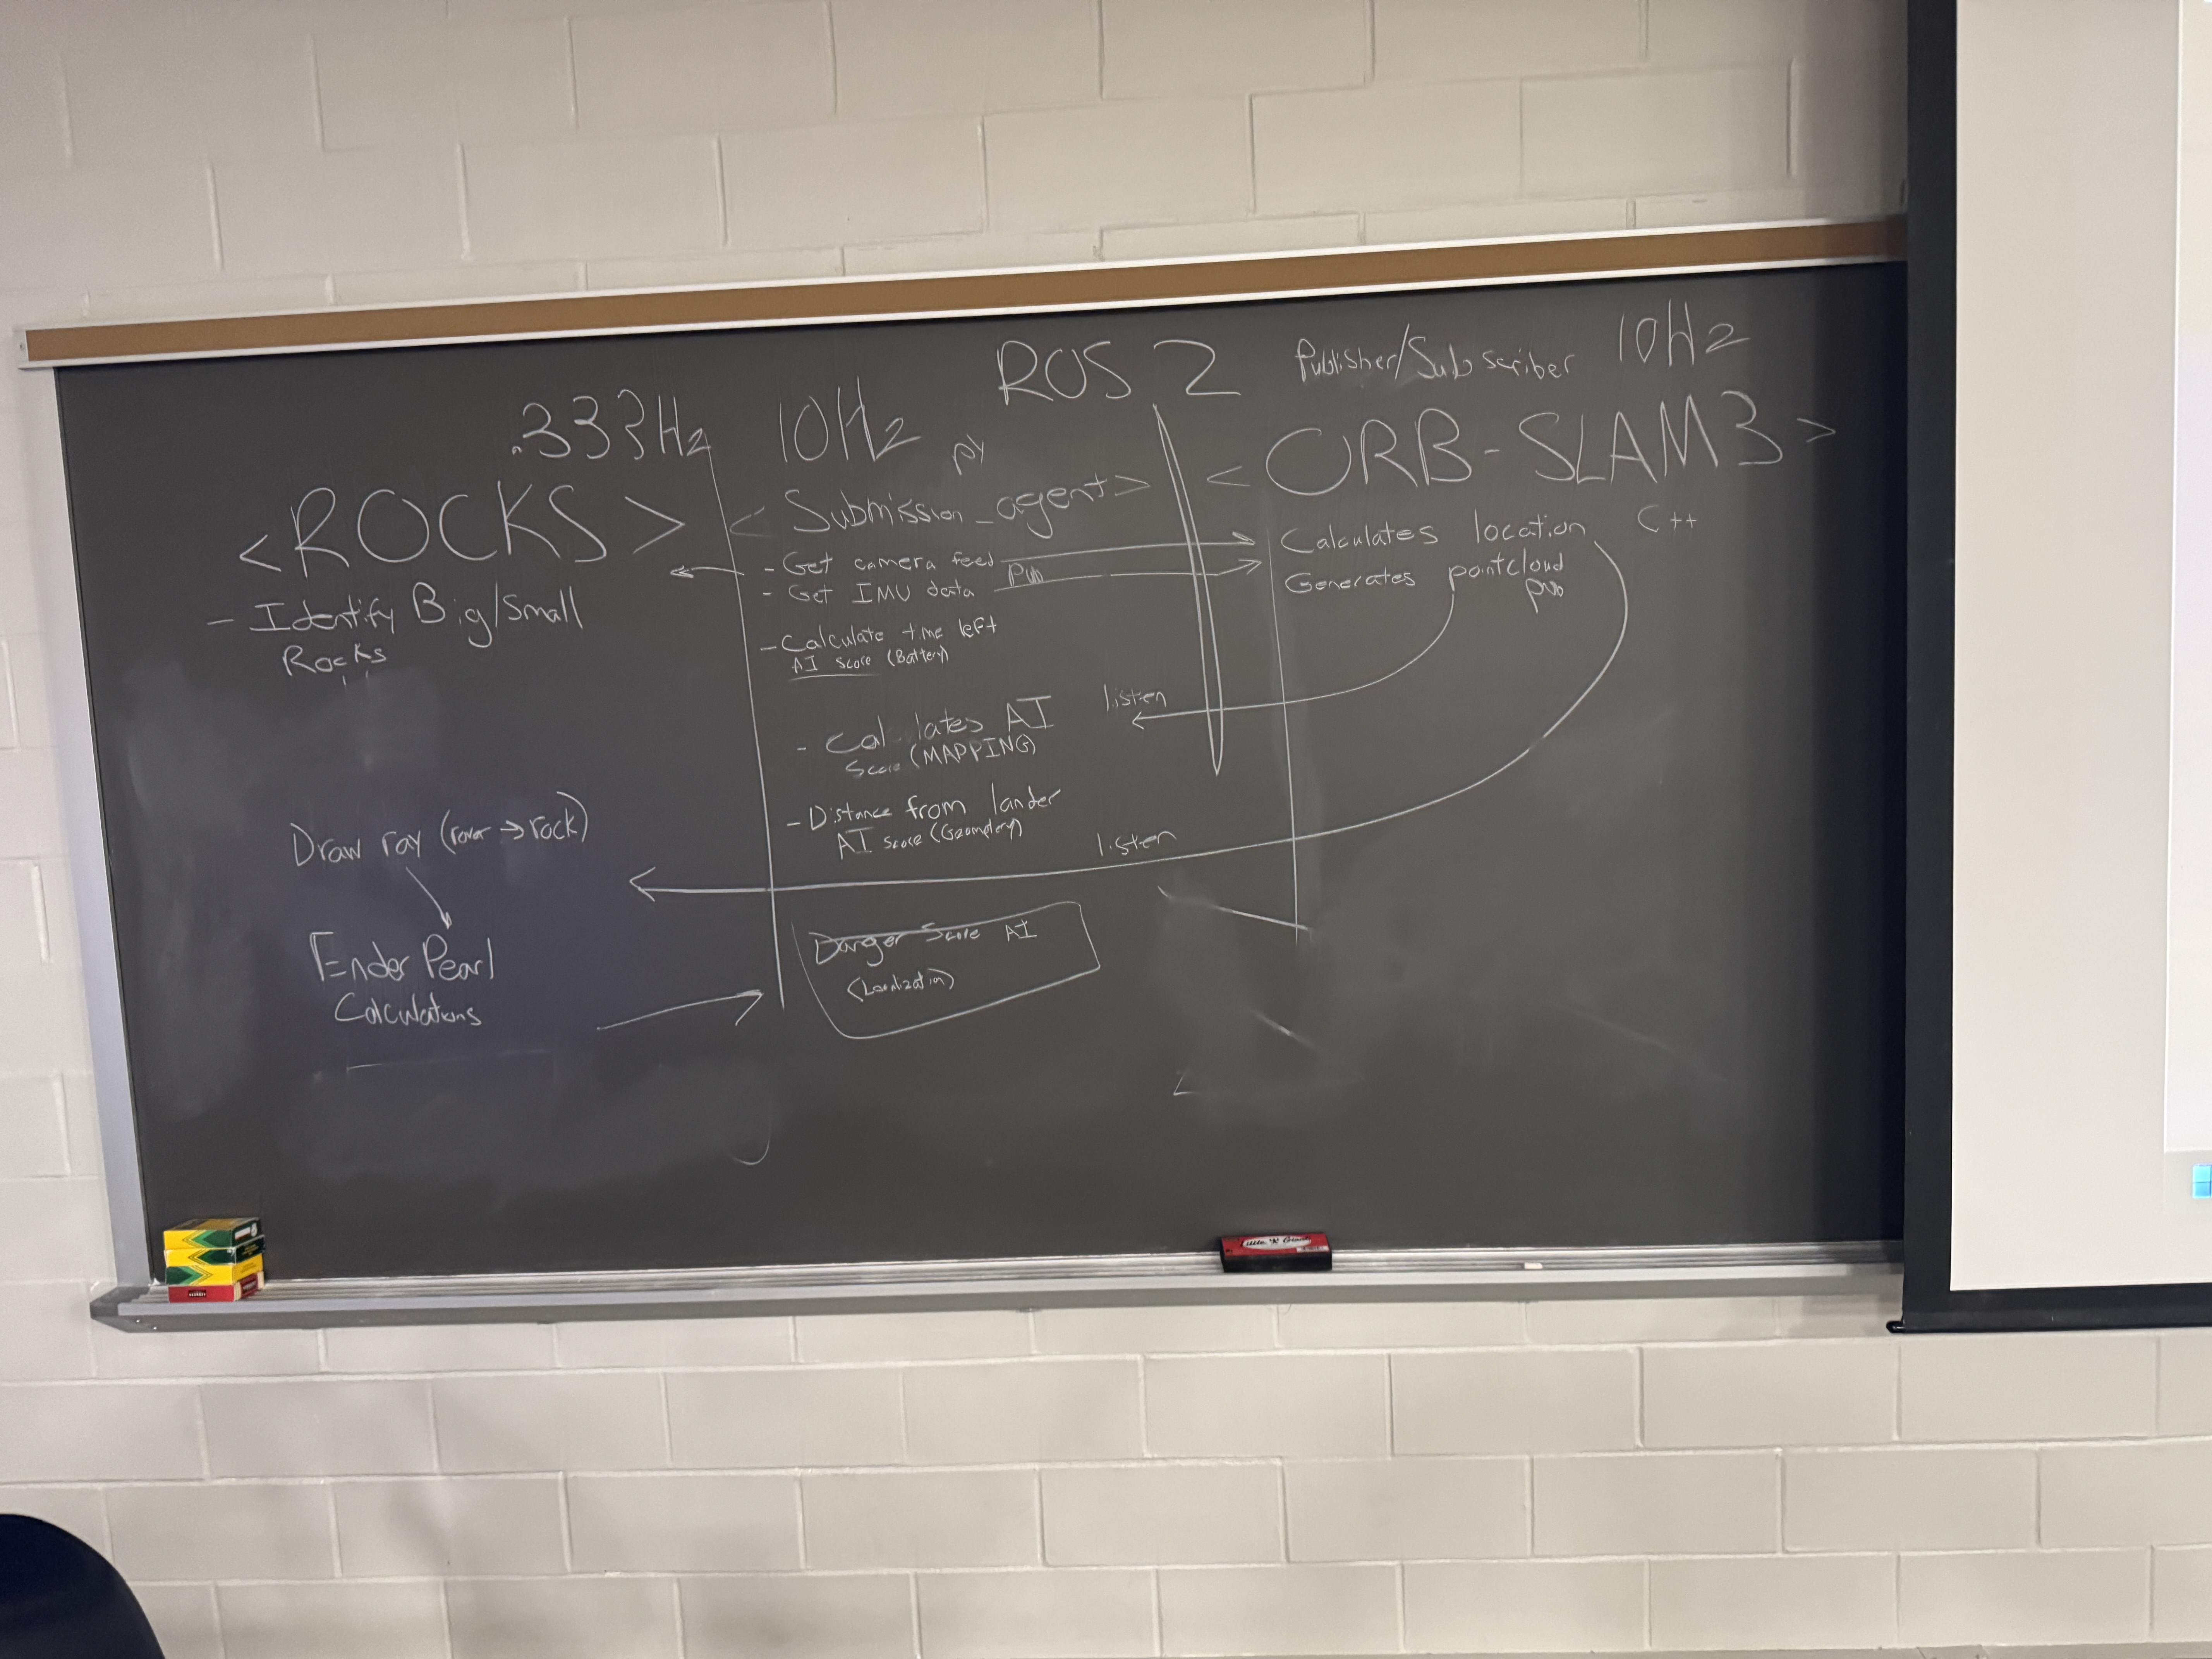 ROS 2
Publisher/Subscriber
10Hz
.333Hz
<ROCKS>
- Identify Big/Small
Rocks
Draw ray (rover → rock)
Ender Pearl
Calculations
10Hz
py
<Submission_agent>
- Get camera feed
- Get IMU data
Pub
- Calculate time left
AI score (Battery)
- Cal lates AI
Score (MAPPING)
- Distance from lander
AI score (Geometry)
Danger Score AI
(Localization)
listen
listen
<ORB-SLAM3>
C++
Calculates location
Generates pointcloud
pub